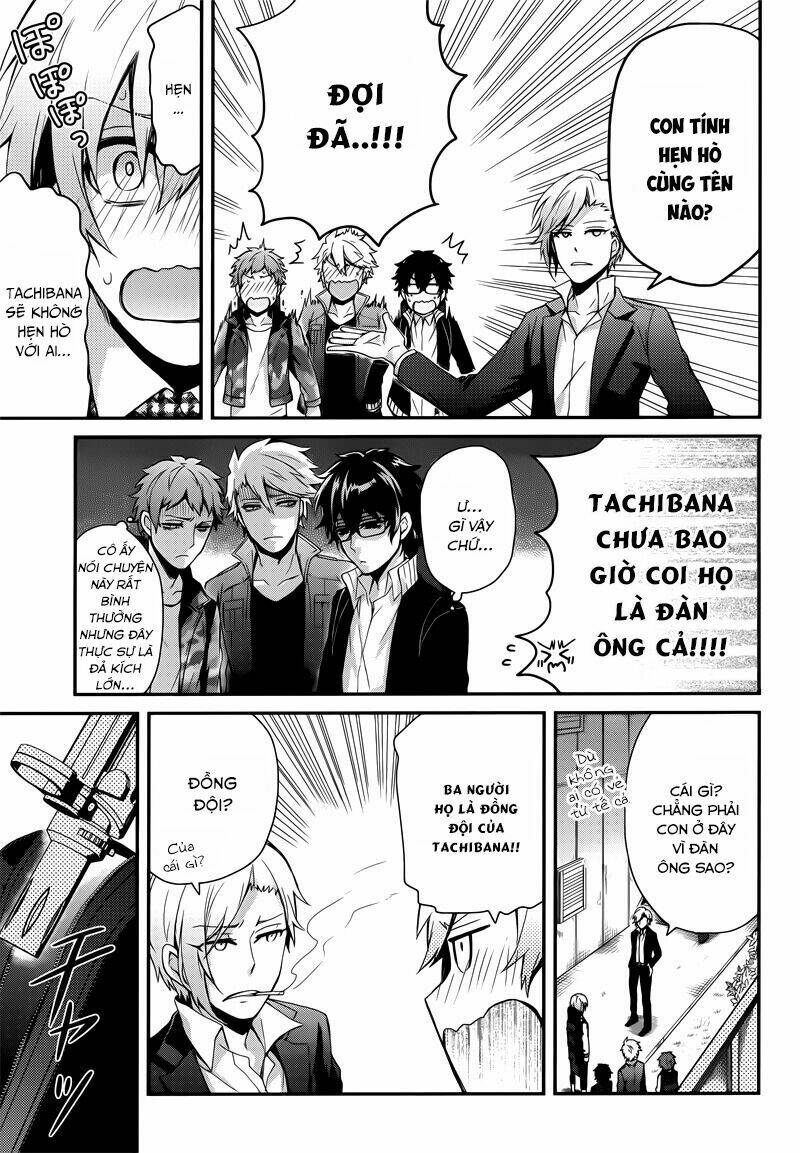 CON TÍNH
HẸN HÒ
CÙNG TÊN
NÀO?
ĐỢI
ĐÃ..!!!
HẸN
...
ぽ
ぽ
ぽっ
TACHIBANA
SẼ KHÔNG
HẸN HÒ
VỚI AI...
TACHIBANA
CHƯA BAO
GIỜ COI HỌ
LÀ ĐÀN
ÔNG CẢ!!!!
Ư...
GÌ VẬY
CHỨ...
CÔ ẤY
NÓI CHUYỆN
NÀY RẤT
BÌNH
THƯỜNG
NHƯNG ĐÂY
THỰC SỰ LÀ
ĐẢ KÍCH
LỚN...
CÁI GÌ?
CHẲNG PHẢI
CON Ở ĐÂY
VÌ ĐÀN
ÔNG SAO?
Dù
không
ai có vẻ
tử tế cả
BA NGƯỜI
HỌ LÀ ĐỒNG
ĐỘI CỦA
TACHIBANA!!
ĐỒNG
ĐỘI?
Của
cái gì?
チャッ